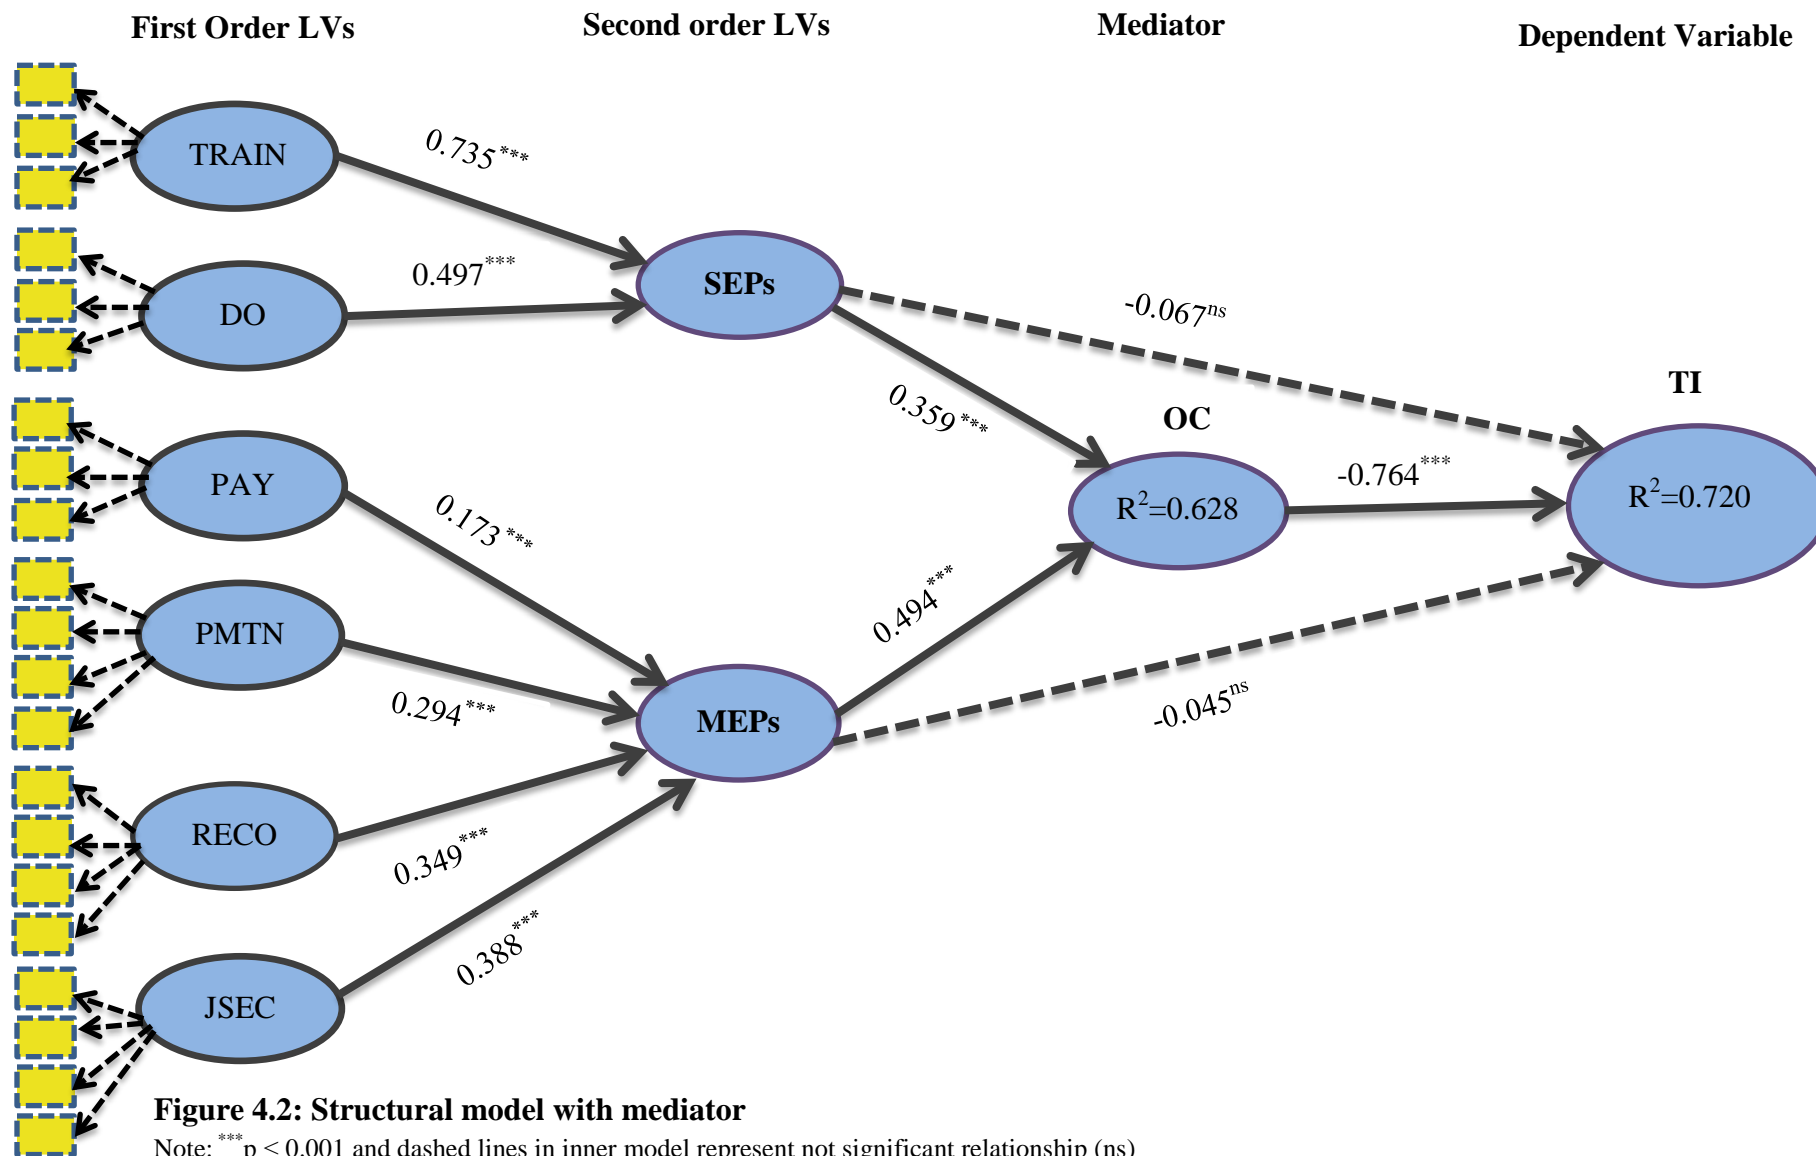 First Order LVs
Second order LVs
Mediator
Dependent Variable
TRAIN
0.735***
DO
0.497***
SEPs
-0.067ns
0.359***
OC
TI
PAY
0.173***
R²=0.628
-0.764***
R²=0.720
PMTN
0.294***
0.494***
MEPs
-0.045ns
RECO
0.349***
JSEC
0.388***
Figure 4.2: Structural model with mediator
Note: ***p < 0.001 and dashed lines in inner model represent not significant relationship (ns)